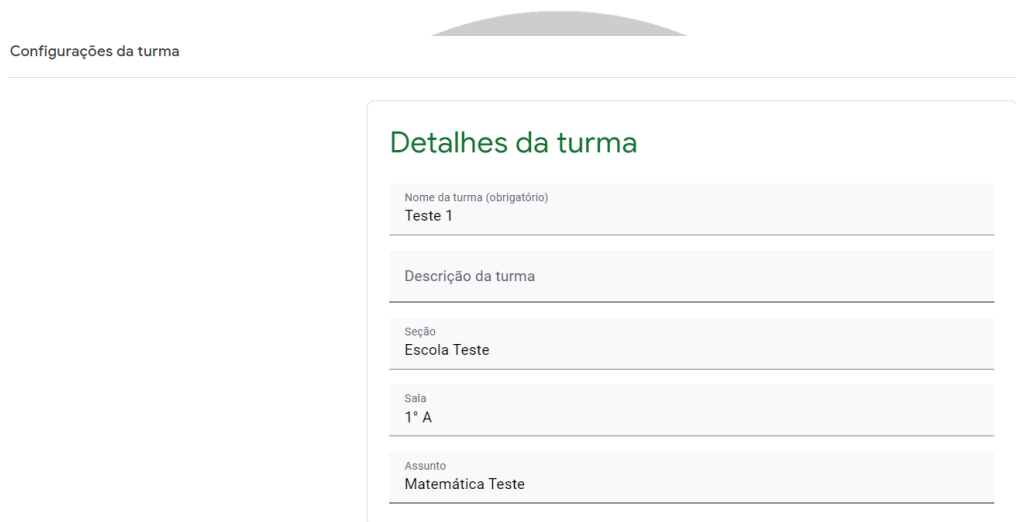 Configurações da turma
Detalhes da turma
Nome da turma (obrigatório)
Teste 1
Descrição da turma
Seção
Escola Teste
Sala
1° A
Assunto
Matemática Teste